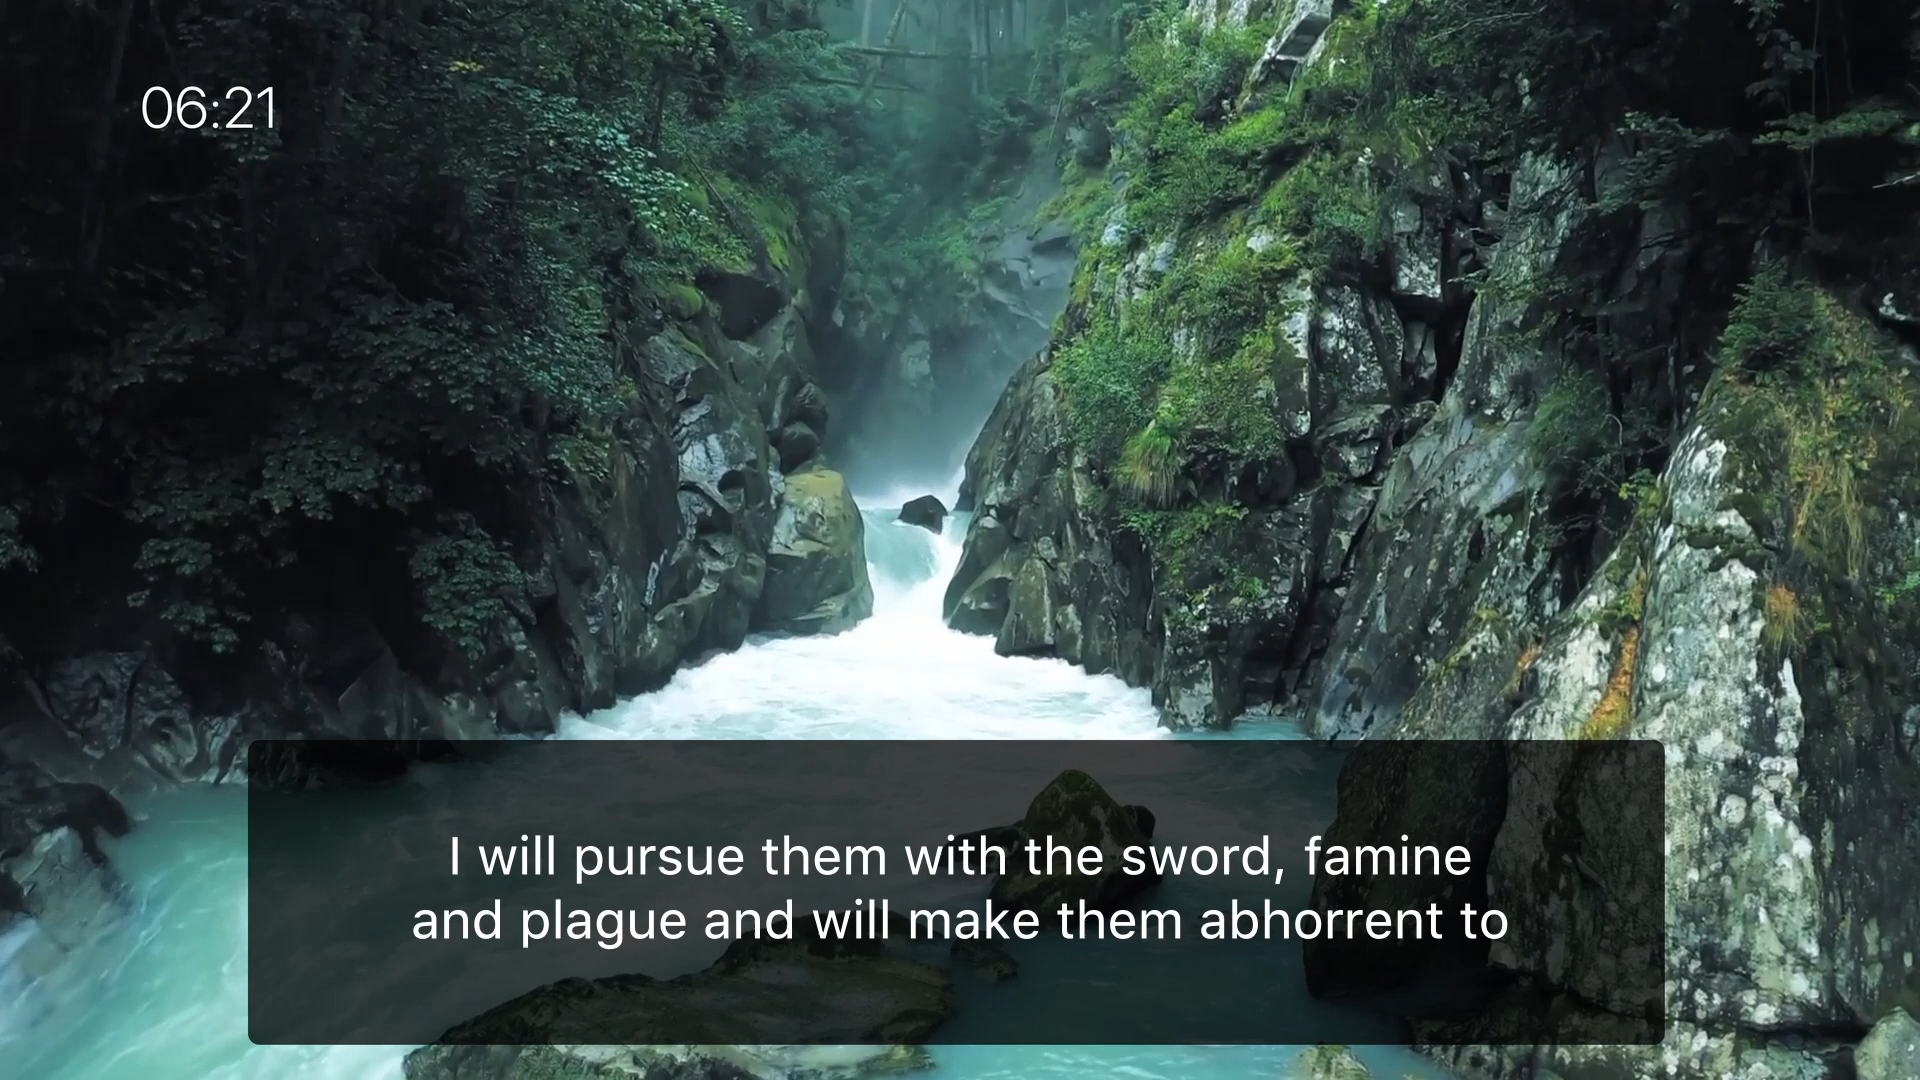 06:21
I will pursue them with the sword, famine
and plague and will make them abhorrent to